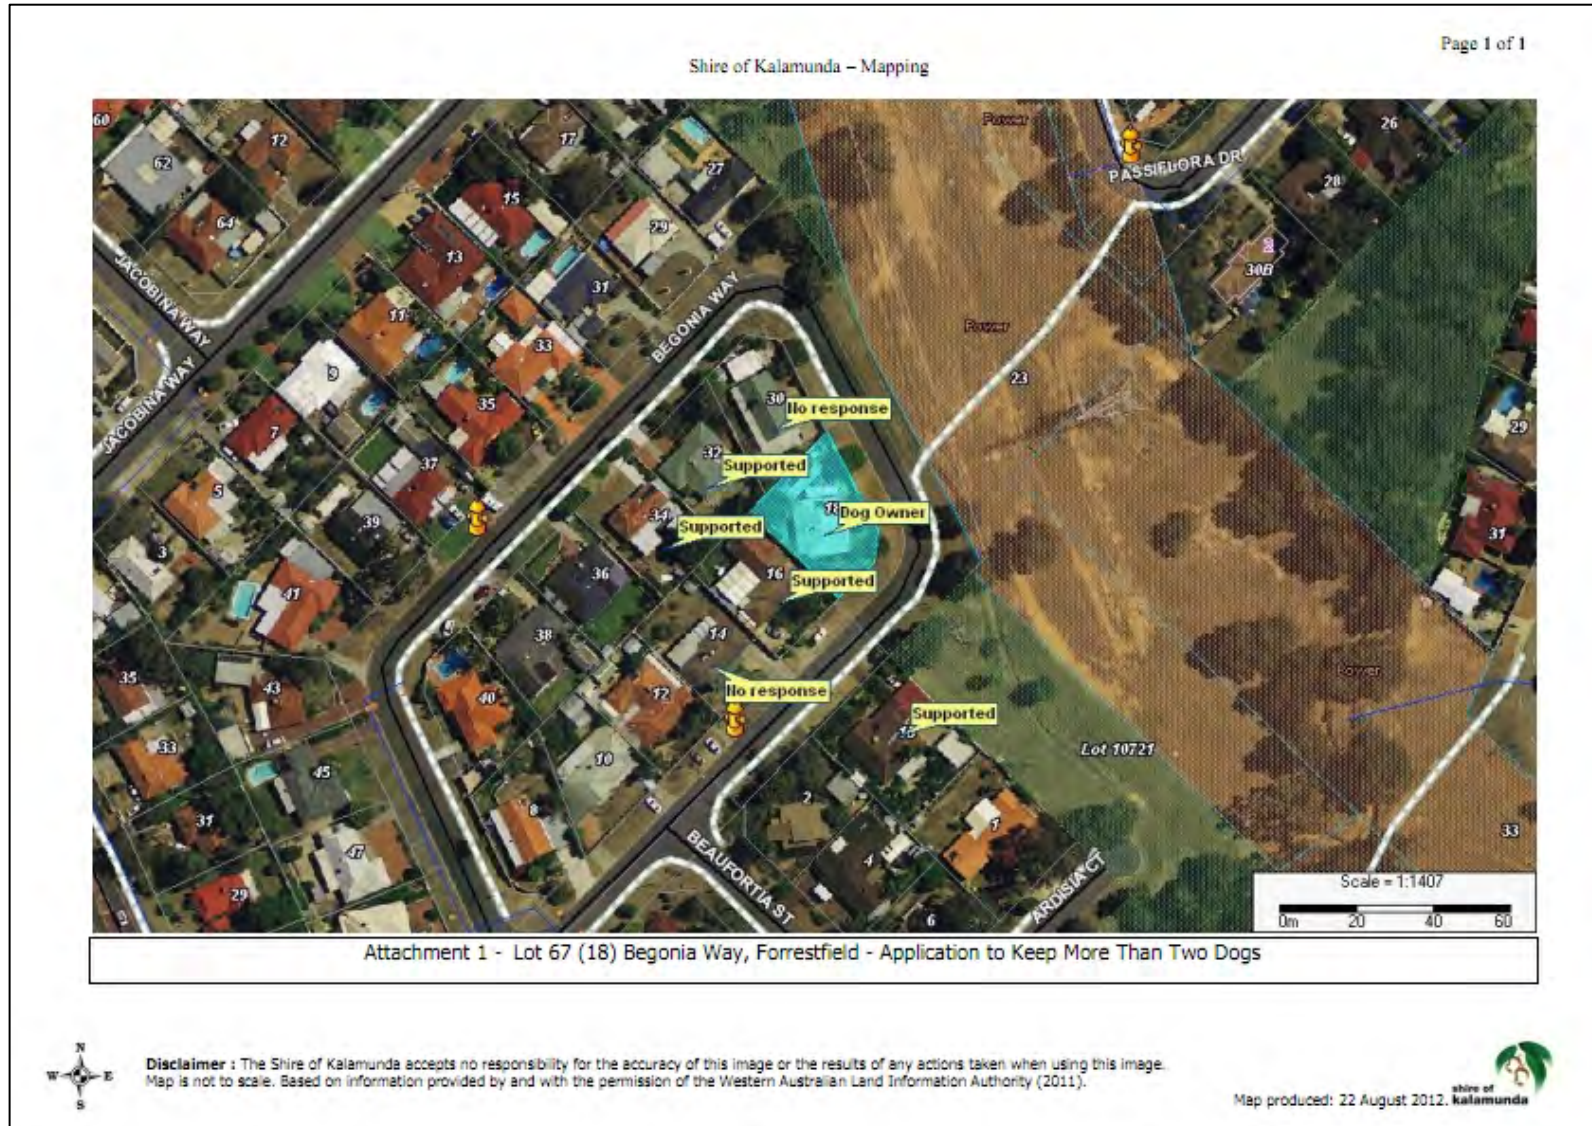 Page 1 of 1
Shire of Kalamunda – Mapping
60
62
12
64
17
27
15
29
13
31
11
33
9
35
7
37
5
39
3
41
JACOBINA WAY
JACOBINA WAY
BEGONIA WAY
Power
PASSIFLORA DR
26
28
30B
Power
23
29
31
30
No response
32
Supported
34
Supported
Dog Owner
16
Supported
36
14
38
No response
12
40
10
8
Supported
Lot 10721
Power
33
35
43
33
45
31
47
29
2
4
1
6
BEAUFORTIA ST
ARDISIA CT
Scale = 1:1407
0m 20 40 60
Attachment 1 - Lot 67 (18) Begonia Way, Forrestfield - Application to Keep More Than Two Dogs
N
W E
S
Disclaimer : The Shire of Kalamunda accepts no responsibility for the accuracy of this image or the results of any actions taken when using this image.
Map is not to scale. Based on information provided by and with the permission of the Western Australian Land Information Authority (2011).
Map produced: 22 August 2012.
shire of
kalamunda